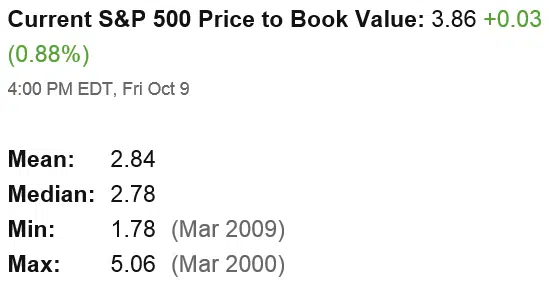 Current S&P 500 Price to Book Value: 3.86 +0.03
(0.88%)
4:00 PM EDT, Fri Oct 9
Mean: 2.84
Median: 2.78
Min: 1.78 (Mar 2009)
Max: 5.06 (Mar 2000)